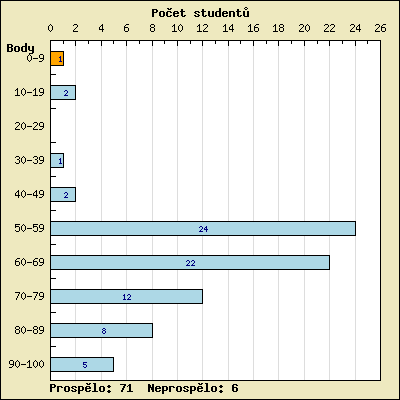 Počet studentů
0 2 4 6 8 10 12 14 16 18 20 22 24 26
Body
0-9 1
10-19 2
20-29
30-39 1
40-49 2
50-59 24
60-69 22
70-79 12
80-89 8
90-100 5
Prospělo: 71 Neprospělo: 6